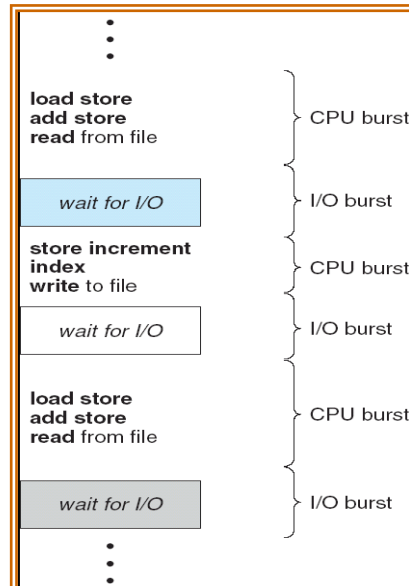 load store
add store
read from file
CPU burst
wait for I/O
I/O burst
store increment
index
write to file
CPU burst
wait for I/O
I/O burst
load store
add store
read from file
CPU burst
wait for I/O
I/O burst